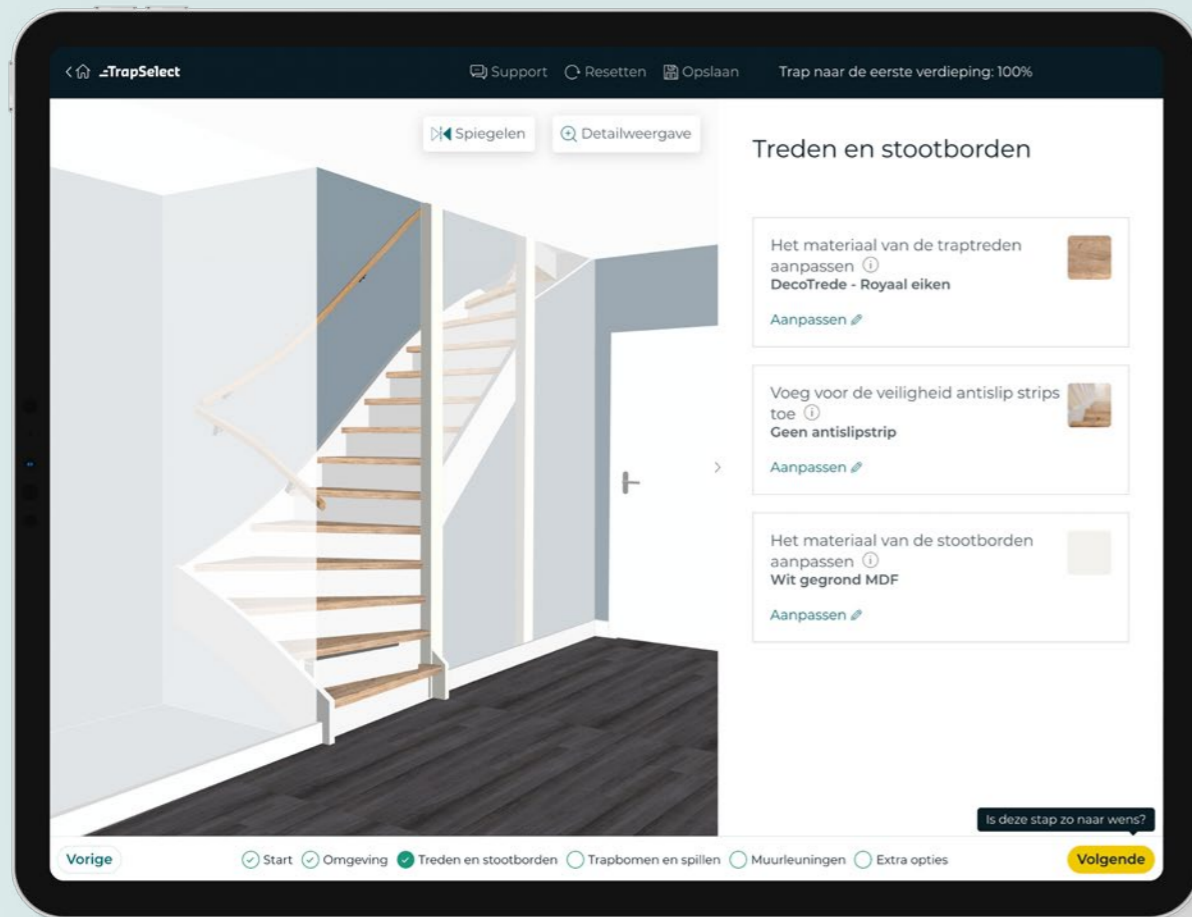 TrapSelect
Support
Resetten
Opslaan
Trap naar de eerste verdieping: 100%
Spiegelen
Detailweergave
Treden en stootborden
Het materiaal van de traptreden
aanpassen
DecoTrede - Royaal eiken
Aanpassen
Voeg voor de veiligheid antislip strips
toe
Geen antislipstrip
Aanpassen
Het materiaal van de stootborden
aanpassen
Wit gegrond MDF
Aanpassen
Is deze stap zo naar wens?
Vorige
Start
Omgeving
Treden en stootborden
Trapbomen en spillen
Muurleuningen
Extra opties
Volgende